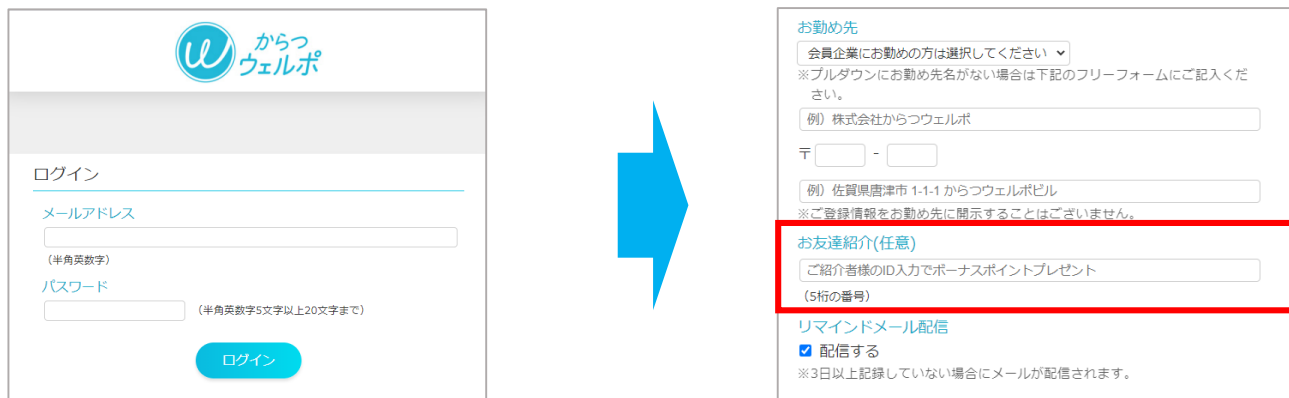 からつ
ウェルポ
ログイン
メールアドレス
(半角英数字)
パスワード
(半角英数字5文字以上20文字まで)
ログイン
お勤め先
会員企業にお勤めの方は選択してください
※プルダウンにお勤め先名がない場合は下記のフリーフォームにご記入くだ
さい。
例）株式会社からつウェルポ
〒 -
例）佐賀県唐津市 1-1-1 からつウェルポビル
※ご登録情報をお勤め先に開示することはございません。
お友達紹介(任意)
ご紹介者様のID入力でボーナスポイントプレゼント
(5桁の番号)
リマインドメール配信
配信する
※3日以上記録していない場合にメールが配信されます。